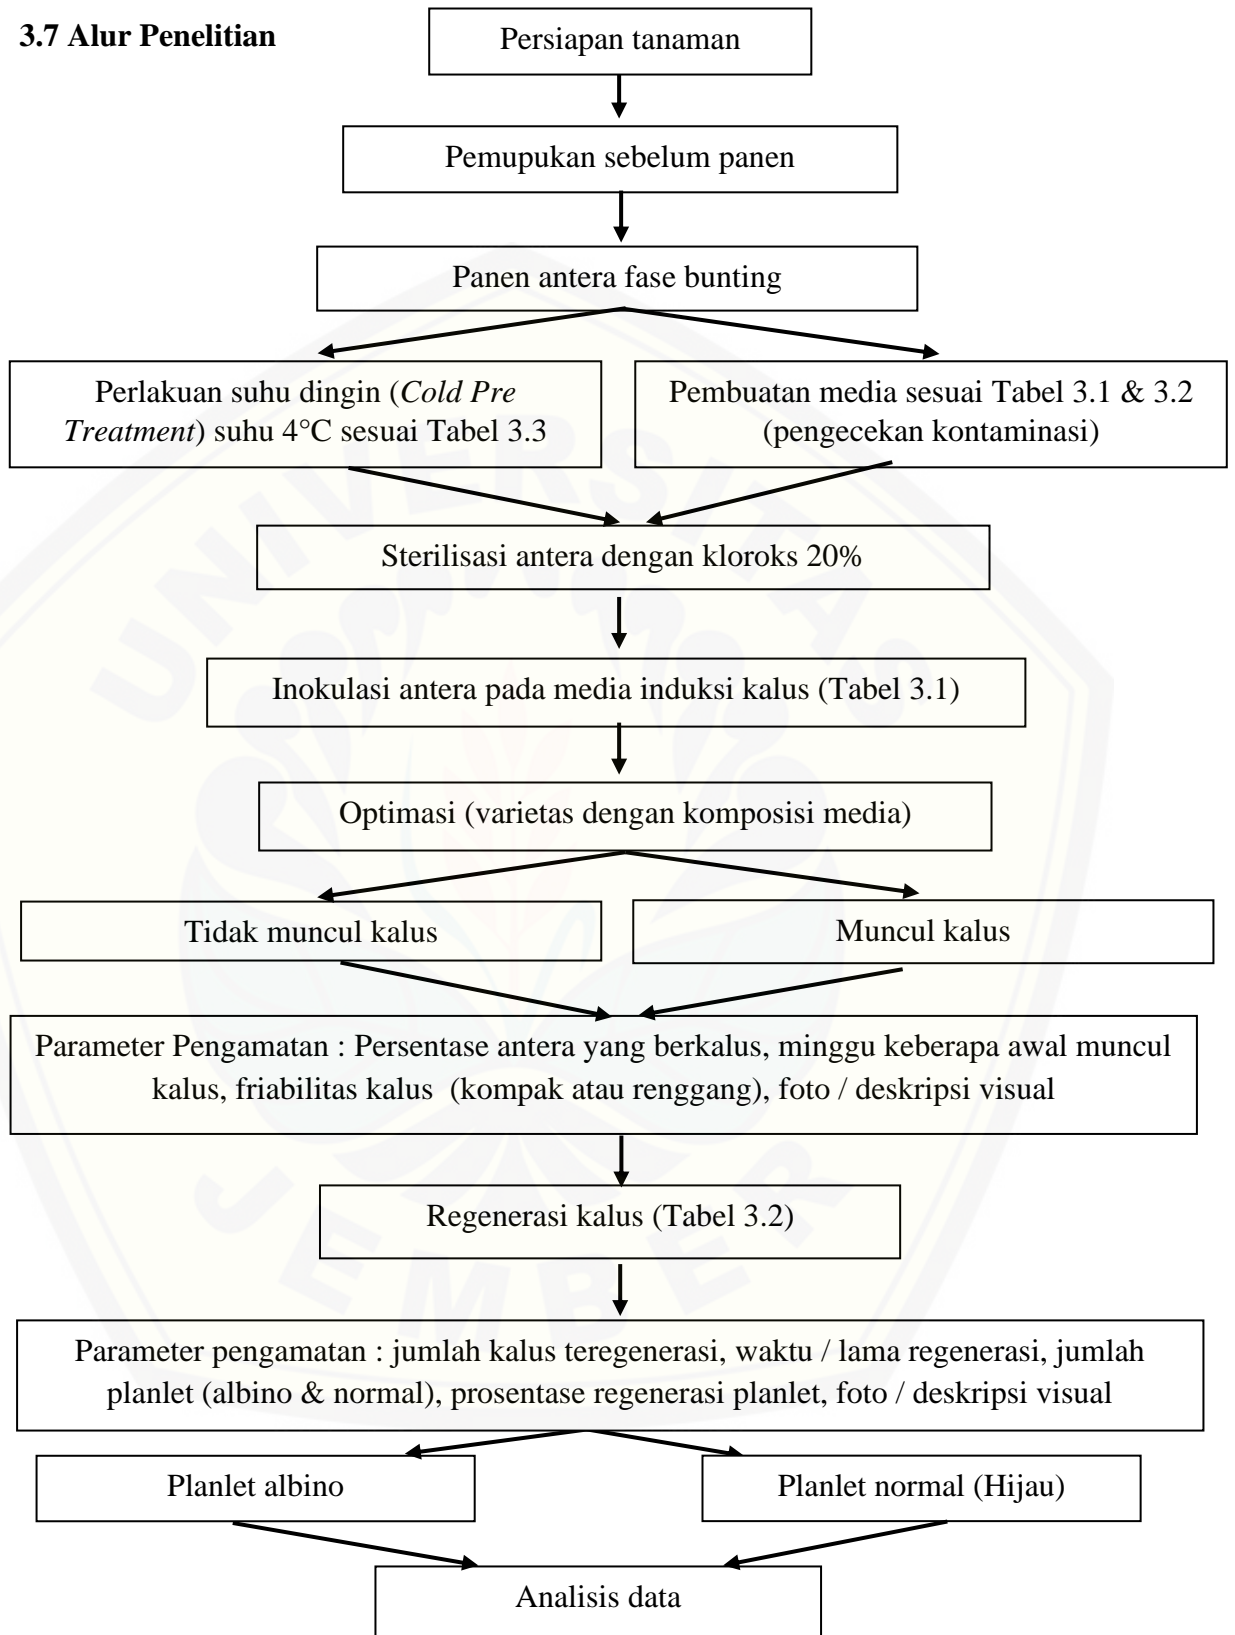 3.7 Alur Penelitian
Persiapan tanaman
Pemupukan sebelum panen
Panen antera fase bunting
Perlakuan suhu dingin (Cold Pre
Treatment) suhu 4°C sesuai Tabel 3.3
Pembuatan media sesuai Tabel 3.1 & 3.2
(pengecekan kontaminasi)
Sterilisasi antera dengan kloroks 20%
Inokulasi antera pada media induksi kalus (Tabel 3.1)
Optimasi (varietas dengan komposisi media)
Tidak muncul kalus
Muncul kalus
Parameter Pengamatan : Persentase antera yang berkalus, minggu keberapa awal muncul
kalus, friabilitas kalus (kompak atau renggang), foto / deskripsi visual
Regenerasi kalus (Tabel 3.2)
Parameter pengamatan : jumlah kalus teregenerasi, waktu / lama regenerasi, jumlah
planlet (albino & normal), prosentase regenerasi planlet, foto / deskripsi visual
Planlet albino
Planlet normal (Hijau)
Analisis data
UNIVERSITAS
JEMBER